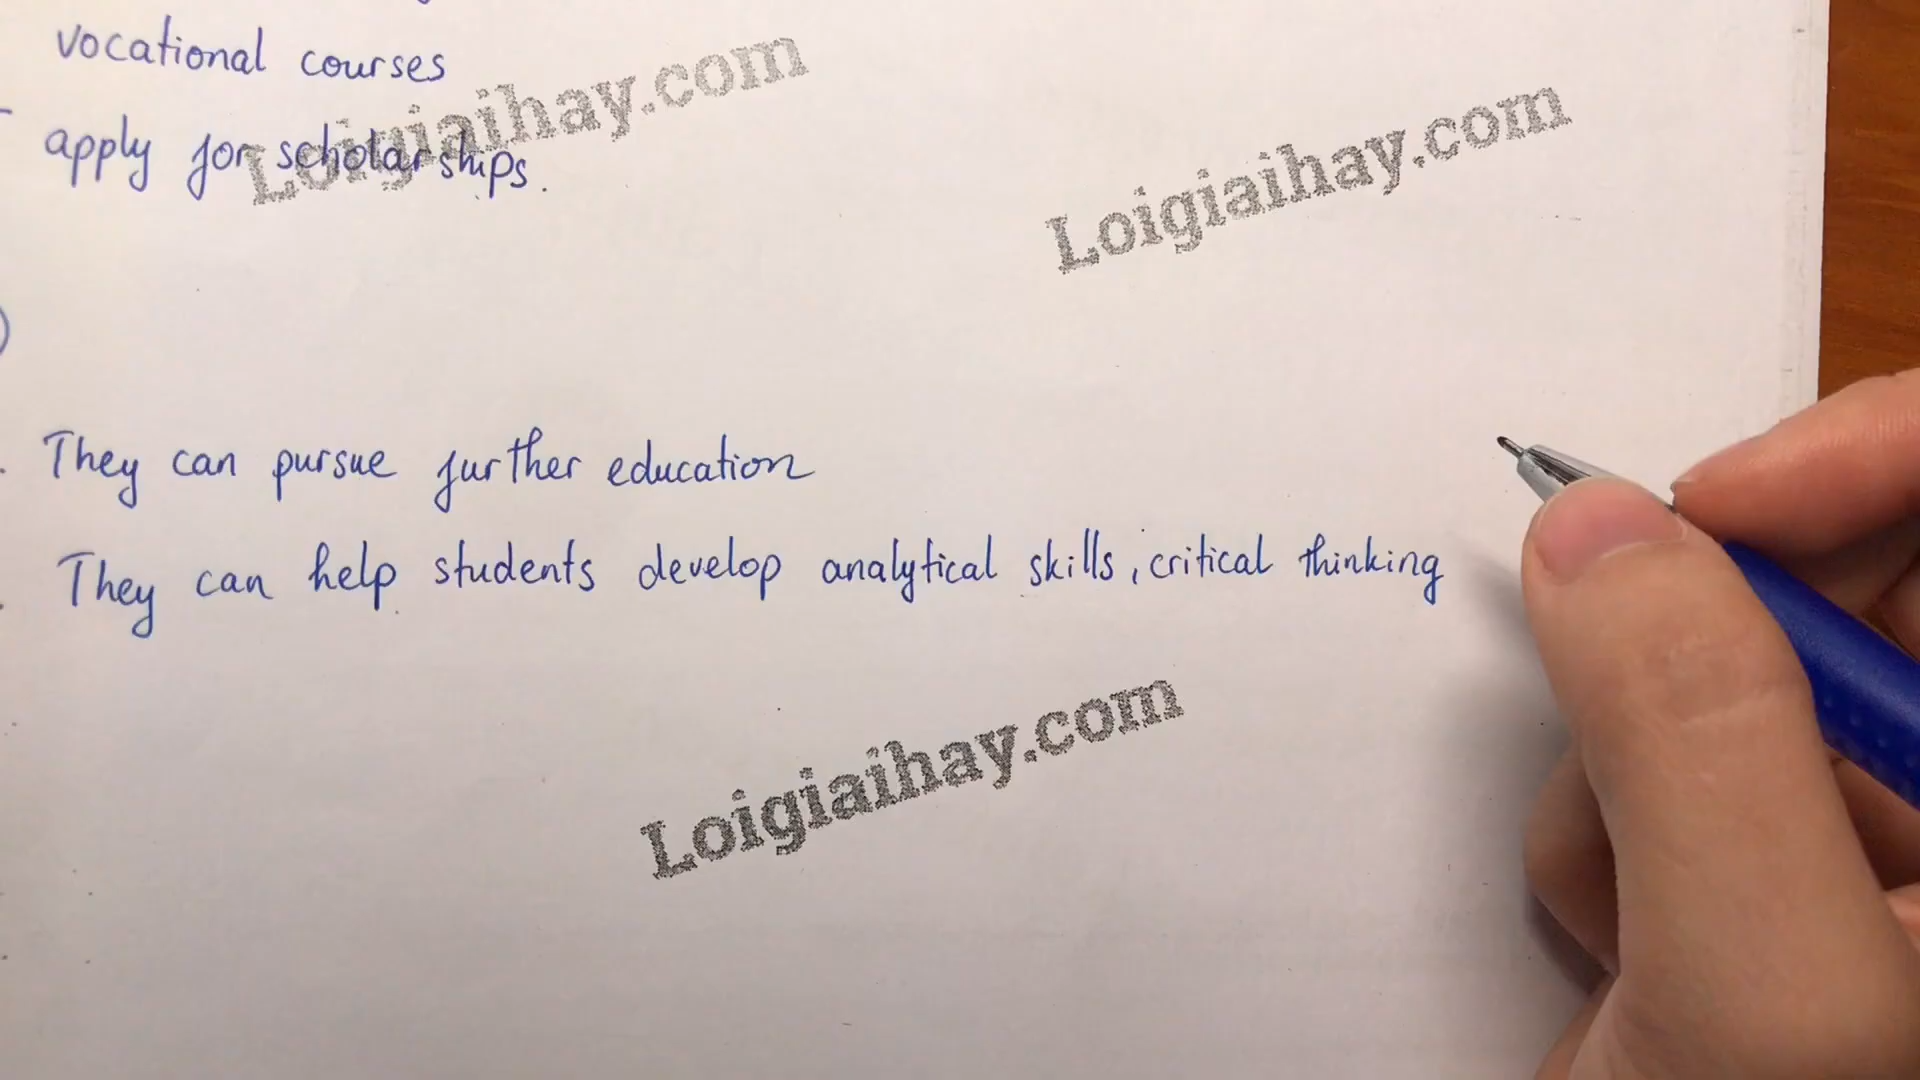 vocational courses
apply for scholarships.
Loigiaihay.com
Loigiaihay.com
)
They can pursue further education
They can help students develop analytical skills, critical thinking
Loigiaihay.com